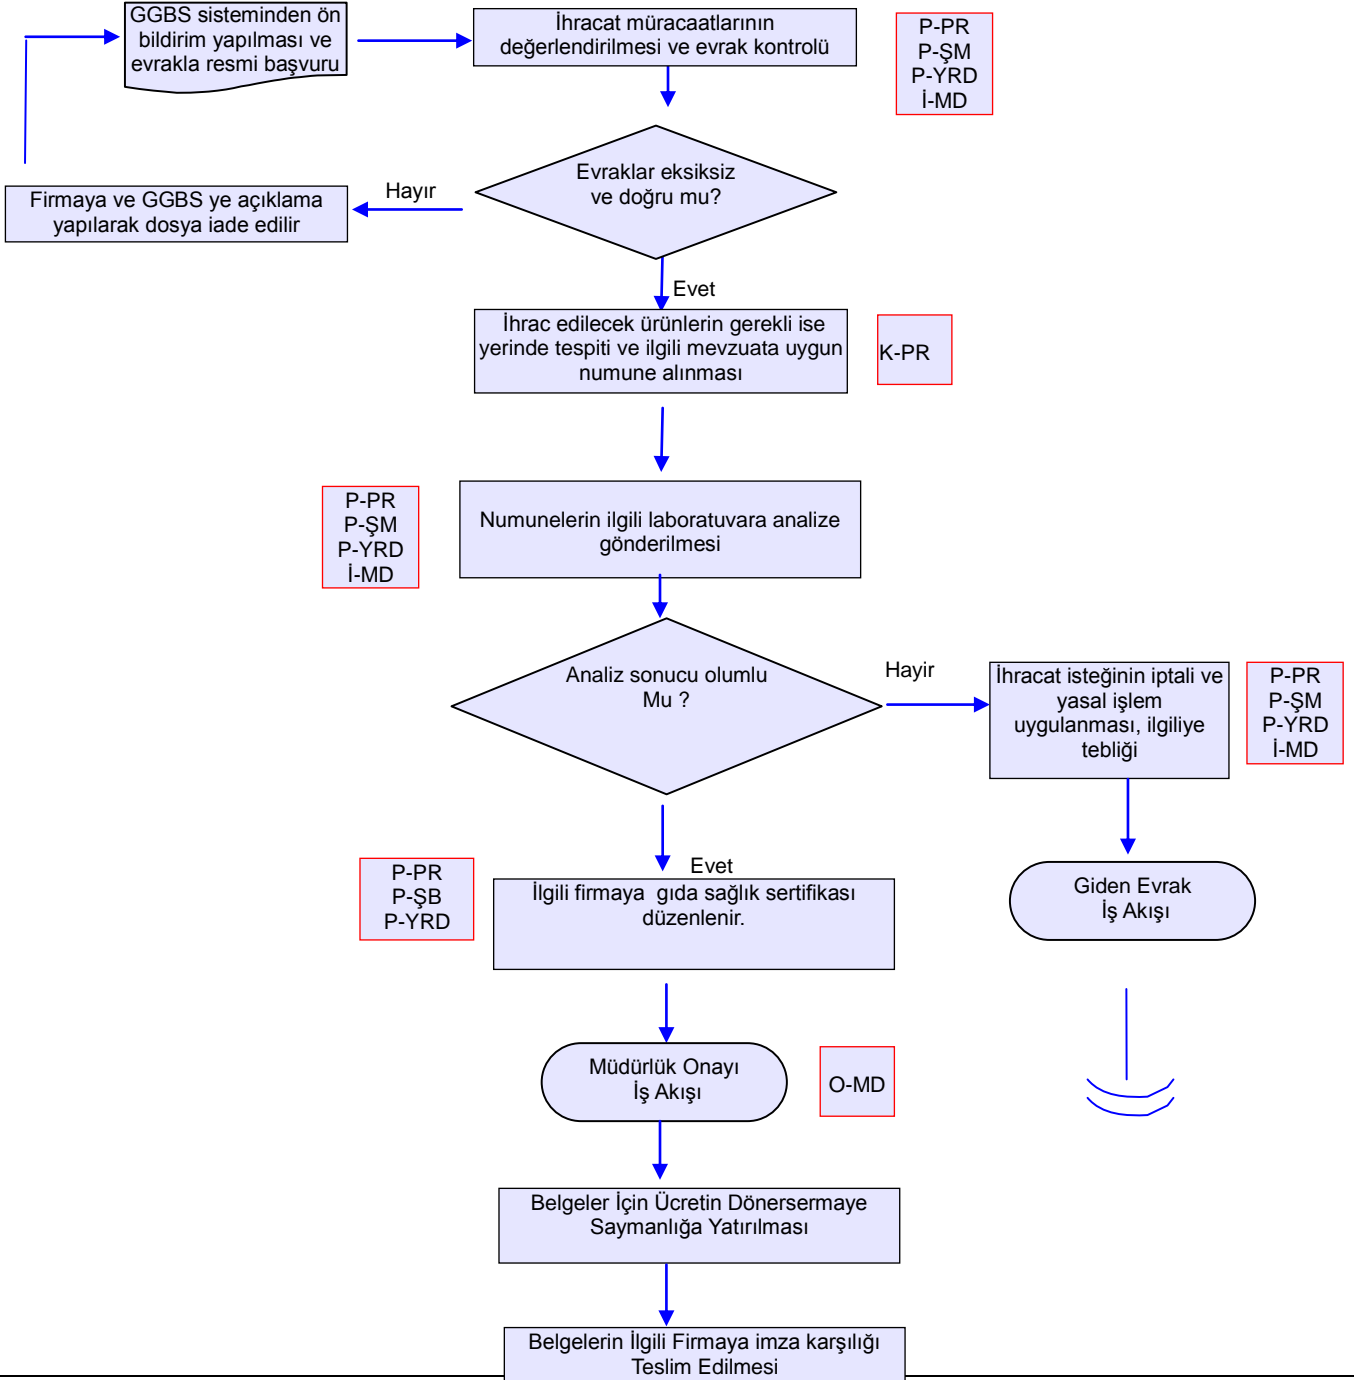 GGBS sisteminden ön
bildirim yapılması ve
evrakla resmi başvuru
İhracat müracaatlarının
değerlendirilmesi ve evrak kontrolü
P-PR
P-ŞM
P-YRD
İ-MD
Evraklar eksiksiz
ve doğru mu?
Hayır
Firmaya ve GGBS ye açıklama
yapılarak dosya iade edilir
Evet
İhrac edilecek ürünlerin gerekli ise
yerinde tespiti ve ilgili mevzuata uygun
numune alınması
K-PR
P-PR
P-ŞM
P-YRD
İ-MD
Numunelerin ilgili laboratuvara analize
gönderilmesi
Analiz sonucu olumlu
Mu ?
Hayir
İhracat isteğinin iptali ve
yasal işlem
uygulanması, ilgiliye
tebliği
P-PR
P-ŞM
P-YRD
İ-MD
Evet
P-PR
P-ŞB
P-YRD
İlgili firmaya  gıda sağlık sertifikası
düzenlenir.
Giden Evrak
İş Akışı
Müdürlük Onayı
İş Akışı
O-MD
Belgeler İçin Ücretin Dönersermaye
Saymanlığa Yatırılması
Belgelerin İlgili Firmaya imza karşılığı
Teslim Edilmesi